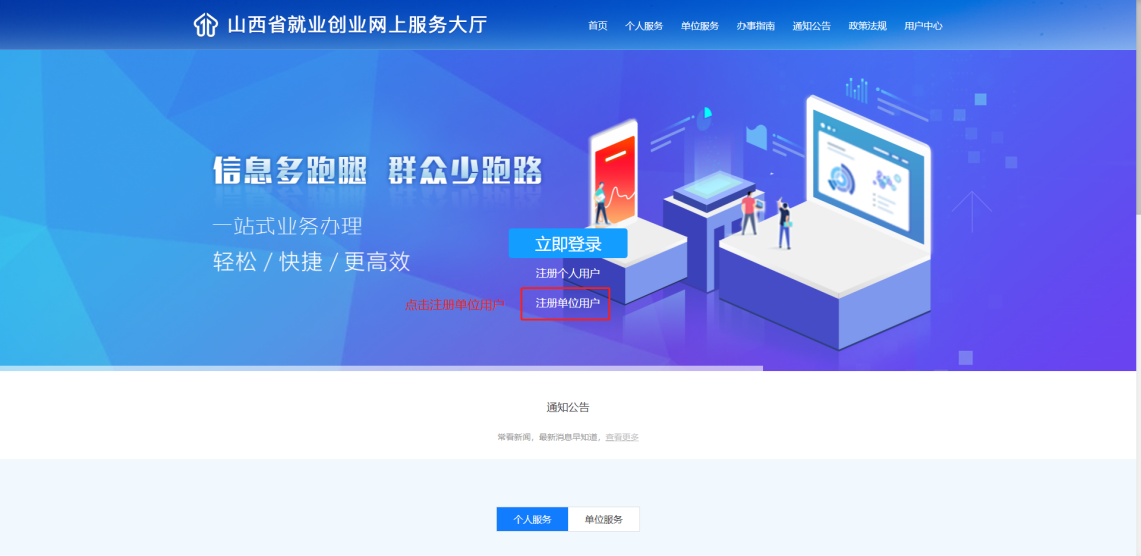 山西省就业创业网上服务大厅
首页 个人服务 单位服务 办事指南 通知公告 政策法规 用户中心
信息多跑腿 群众少跑路
一站式业务办理
轻松 / 快捷 / 更高效
立即登录
注册个人用户
点击注册单位用户
注册单位用户
通知公告
常看新闻，最新消息早知道，查看更多
个人服务 单位服务